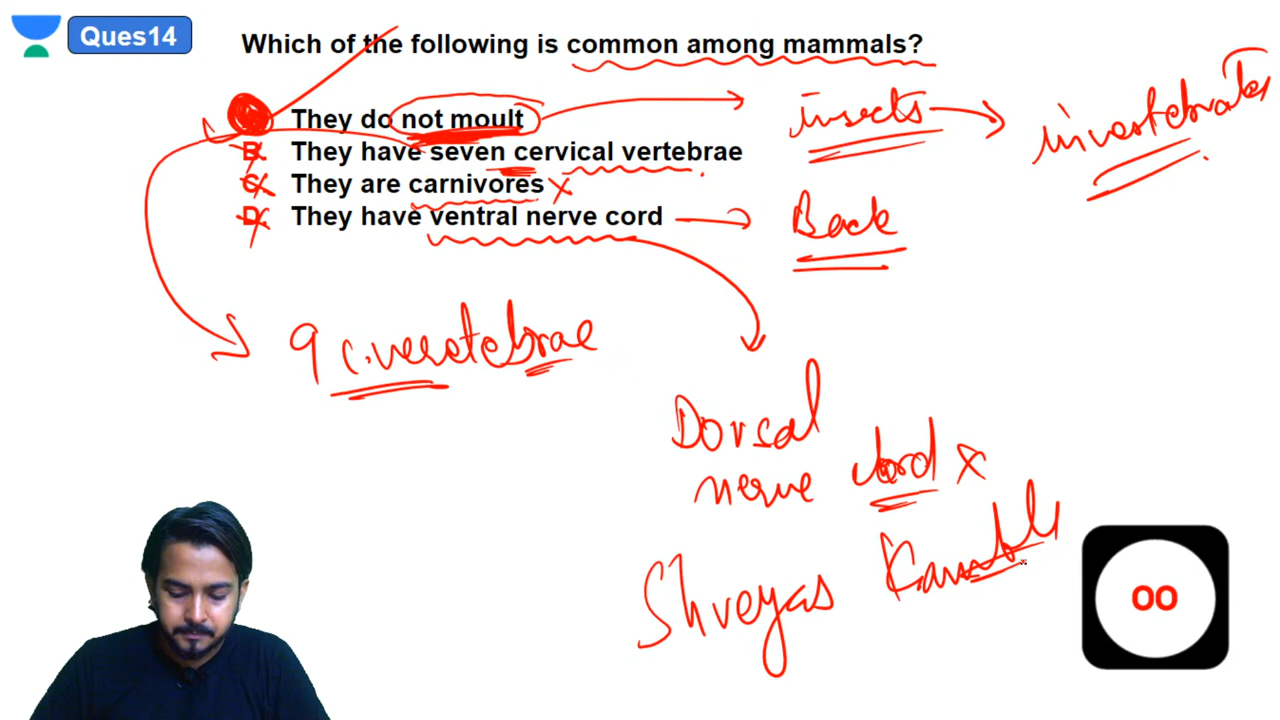 Ques14
Which of the following is common among mammals?
They do not moult
B. They have seven cervical vertebrae
C. They are carnivores
D. They have ventral nerve cord
insects
invertebrates
Back
9 c.vertebrae
Dorsal
nerve cord x
Shreyas
00